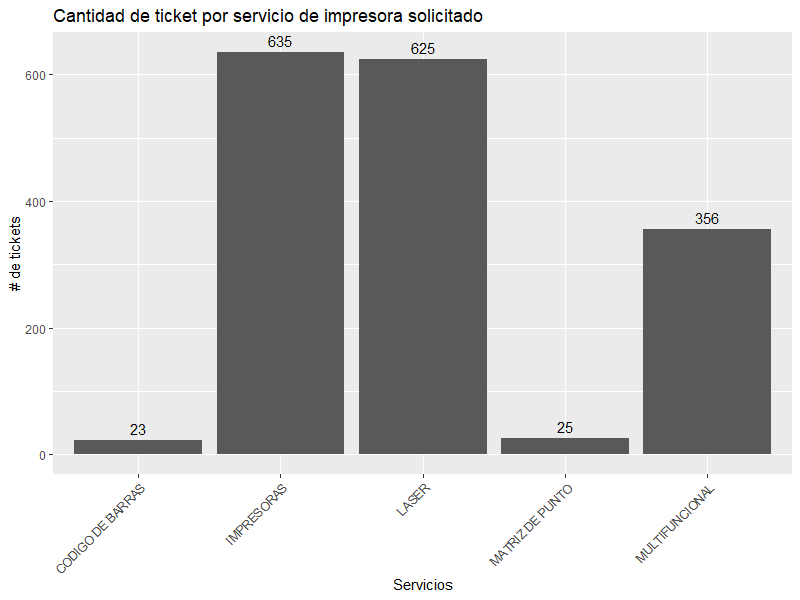 Cantidad de ticket por servicio de impresora solicitado
# de tickets
600
400
200
0
23
635
625
25
356
CODIGO DE BARRAS
IMPRESORAS
LASER
MATRIZ DE PUNTO
MULTIFUNCIONAL
Servicios